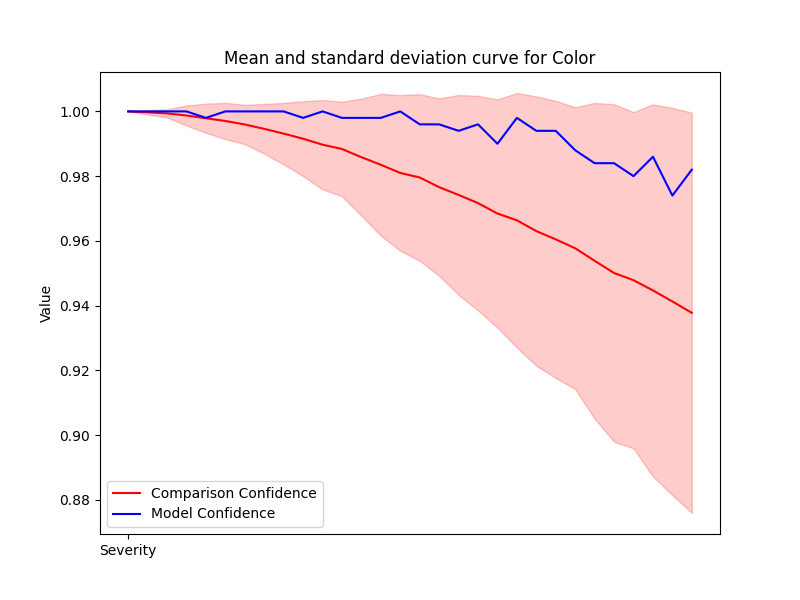 Mean and standard deviation curve for Color
1.00
0.98
0.96
0.94
0.92
0.90
0.88
Value
Comparison Confidence
Model Confidence
Severity